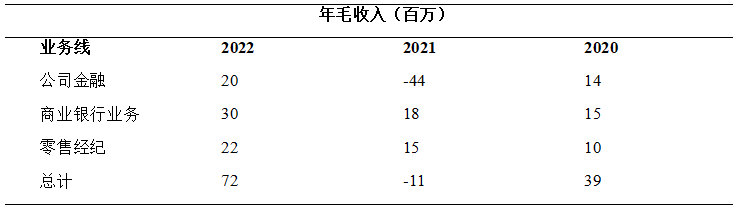 年毛收入（百万）
业务线 2022 2021 2020
公司金融 20 -44 14
商业银行业务 30 18 15
零售经纪 22 15 10
总计 72 -11 39